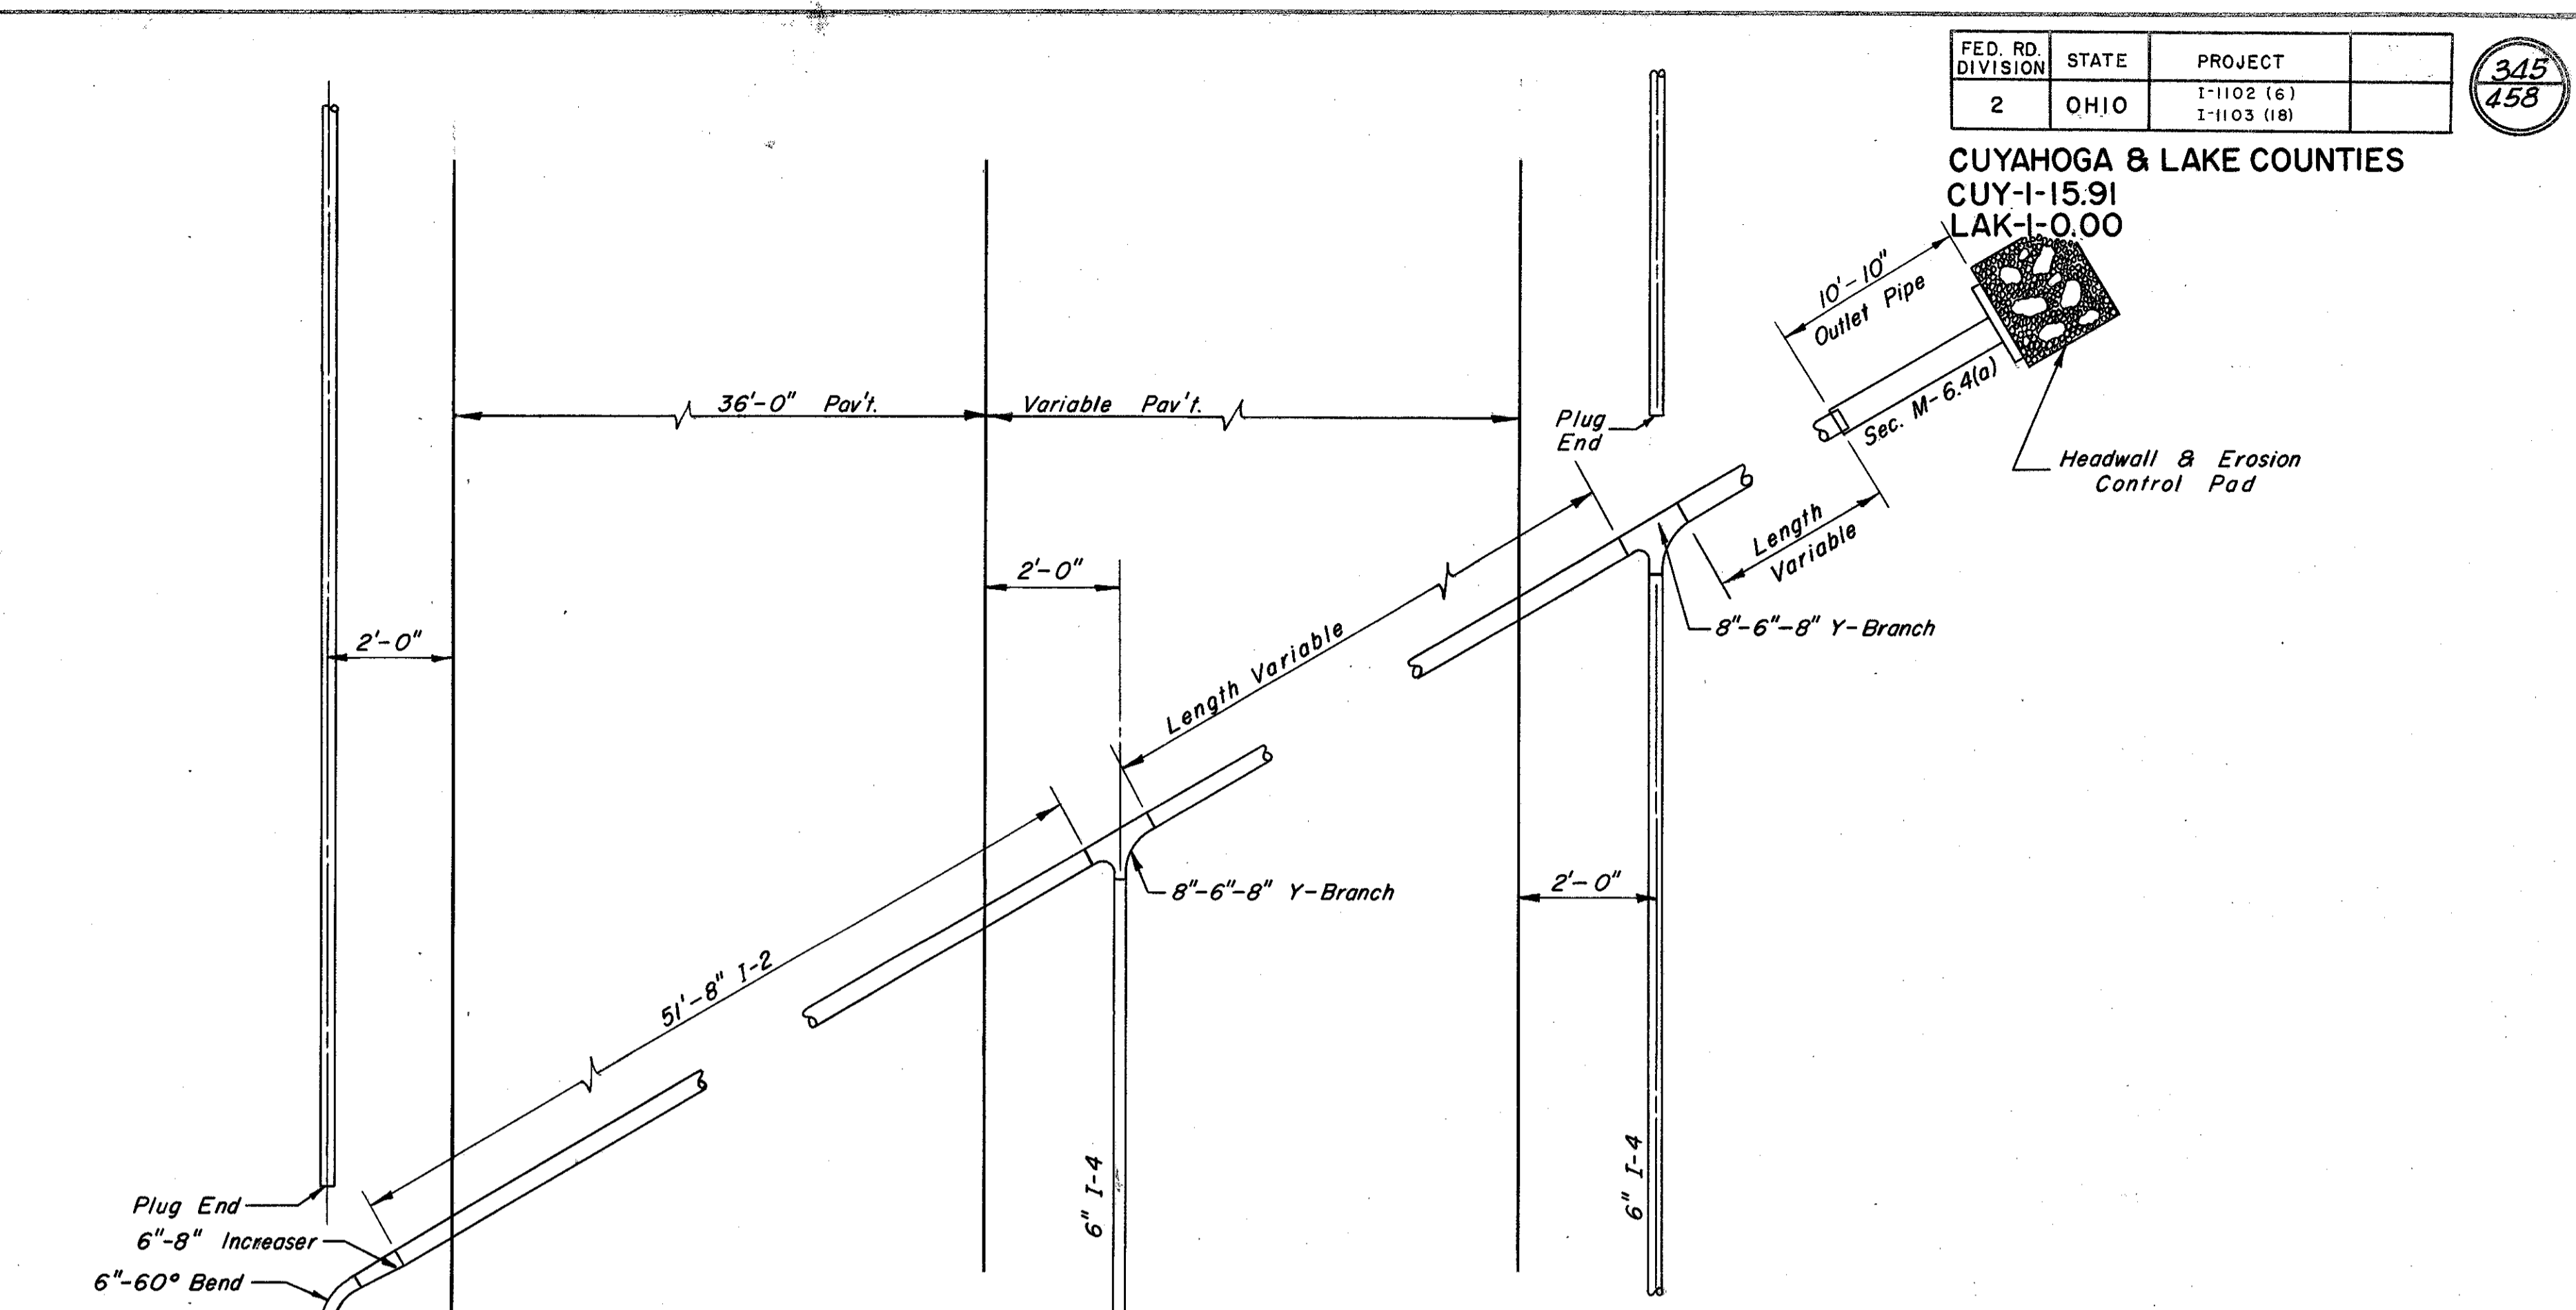 FED. RD. DIVISION STATE PROJECT
2 OHIO I-1102 (6)
I-1103 (18)
345
458
CUYAHOGA & LAKE COUNTIES
CUY-I-15.91
LAK-I-0.00
10'-10"
Outlet Pipe
Sec. M-6.4(a)
Headwall & Erosion
Control Pad
36'-0" Pav't.
Variable Pav't.
Plug
End
Length
Variable
2'-0"
8"-6"-8" Y-Branch
2'-0"
Length Variable
8"-6"-8" Y-Branch
2'-0"
51'-8" I-2
6" I-4
6" I-4
Plug End
6"-8" Increaser
6"-60° Bend